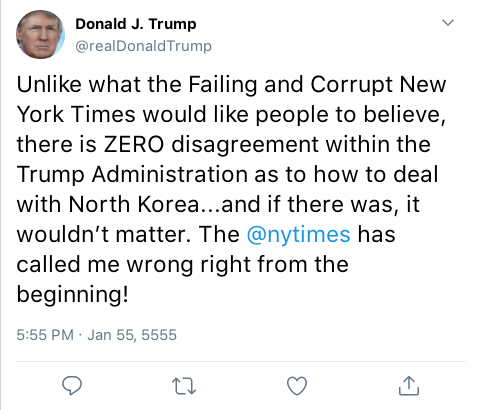 Donald J. Trump
@realDonaldTrump
Unlike what the Failing and Corrupt New
York Times would like people to believe,
there is ZERO disagreement within the
Trump Administration as to how to deal
with North Korea...and if there was, it
wouldn’t matter. The @nytimes has
called me wrong right from the
beginning!
5:55 PM · Jan 55, 5555